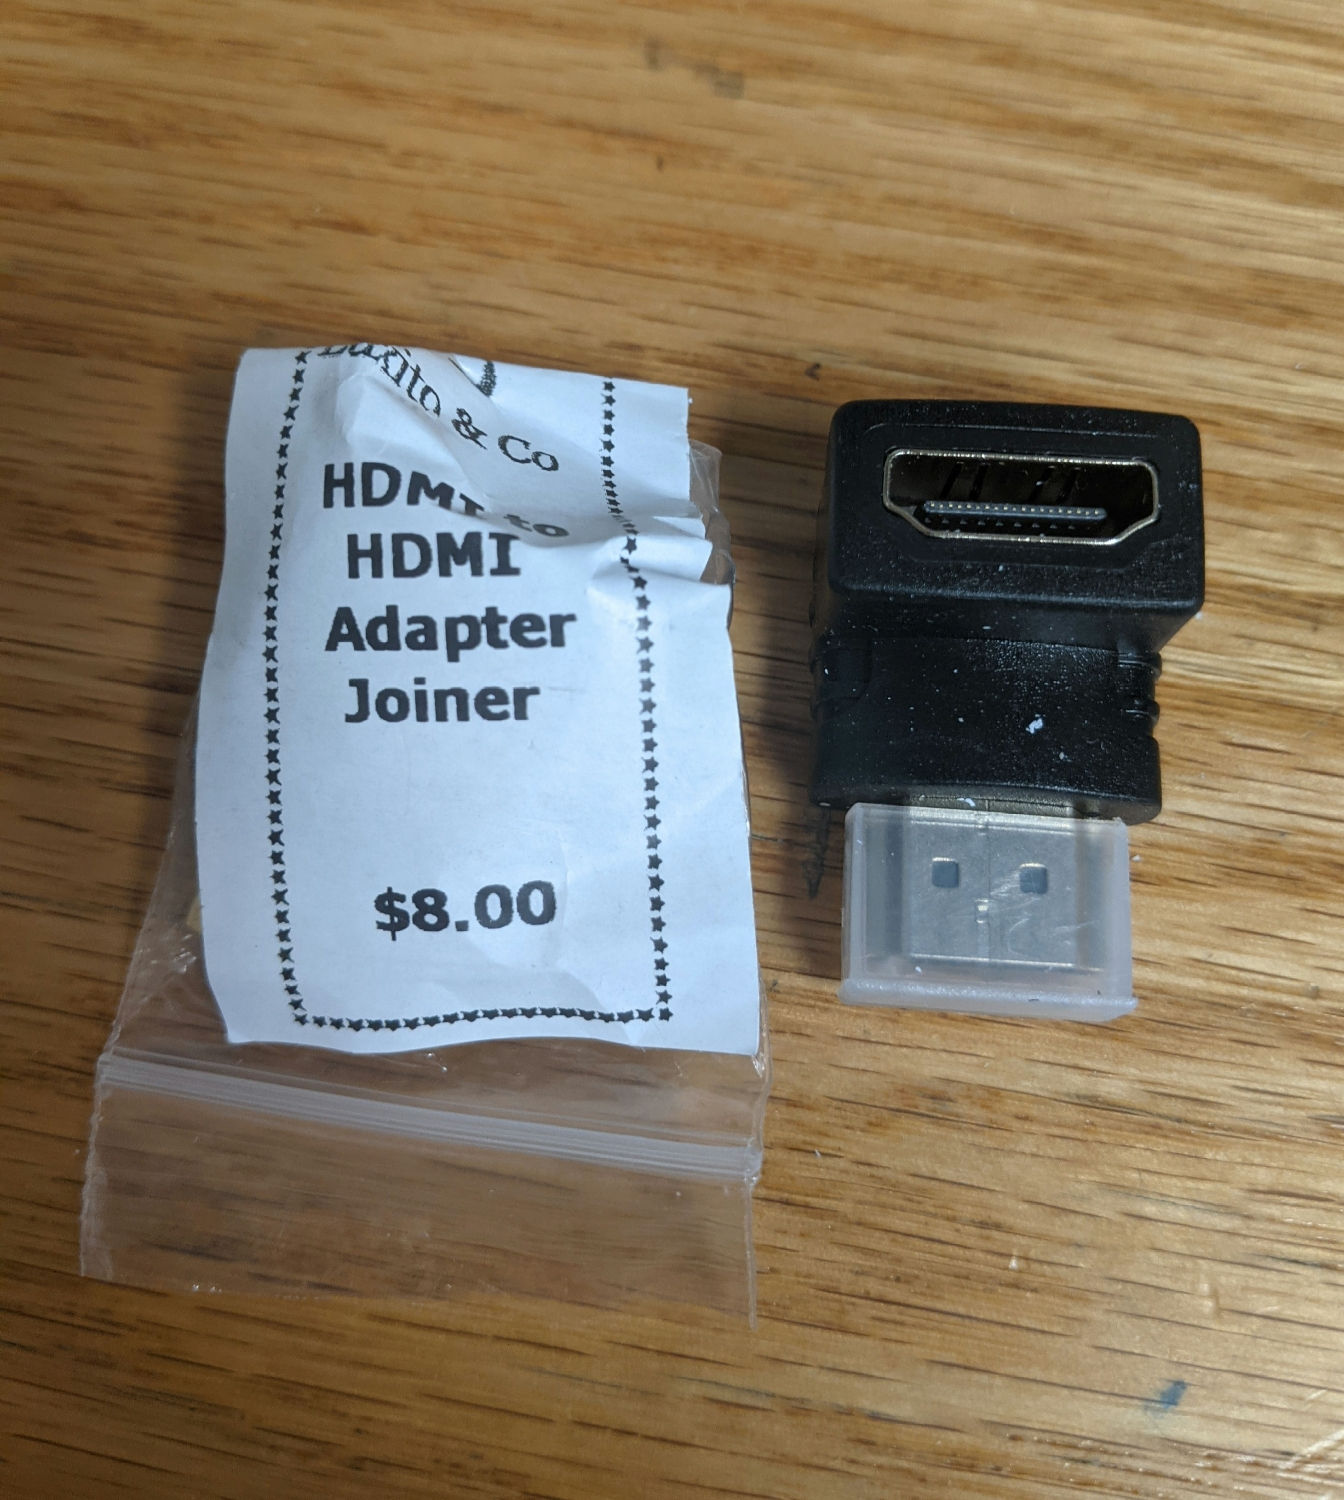 & Co
HDMI to
HDMI
Adapter
Joiner
$8.00